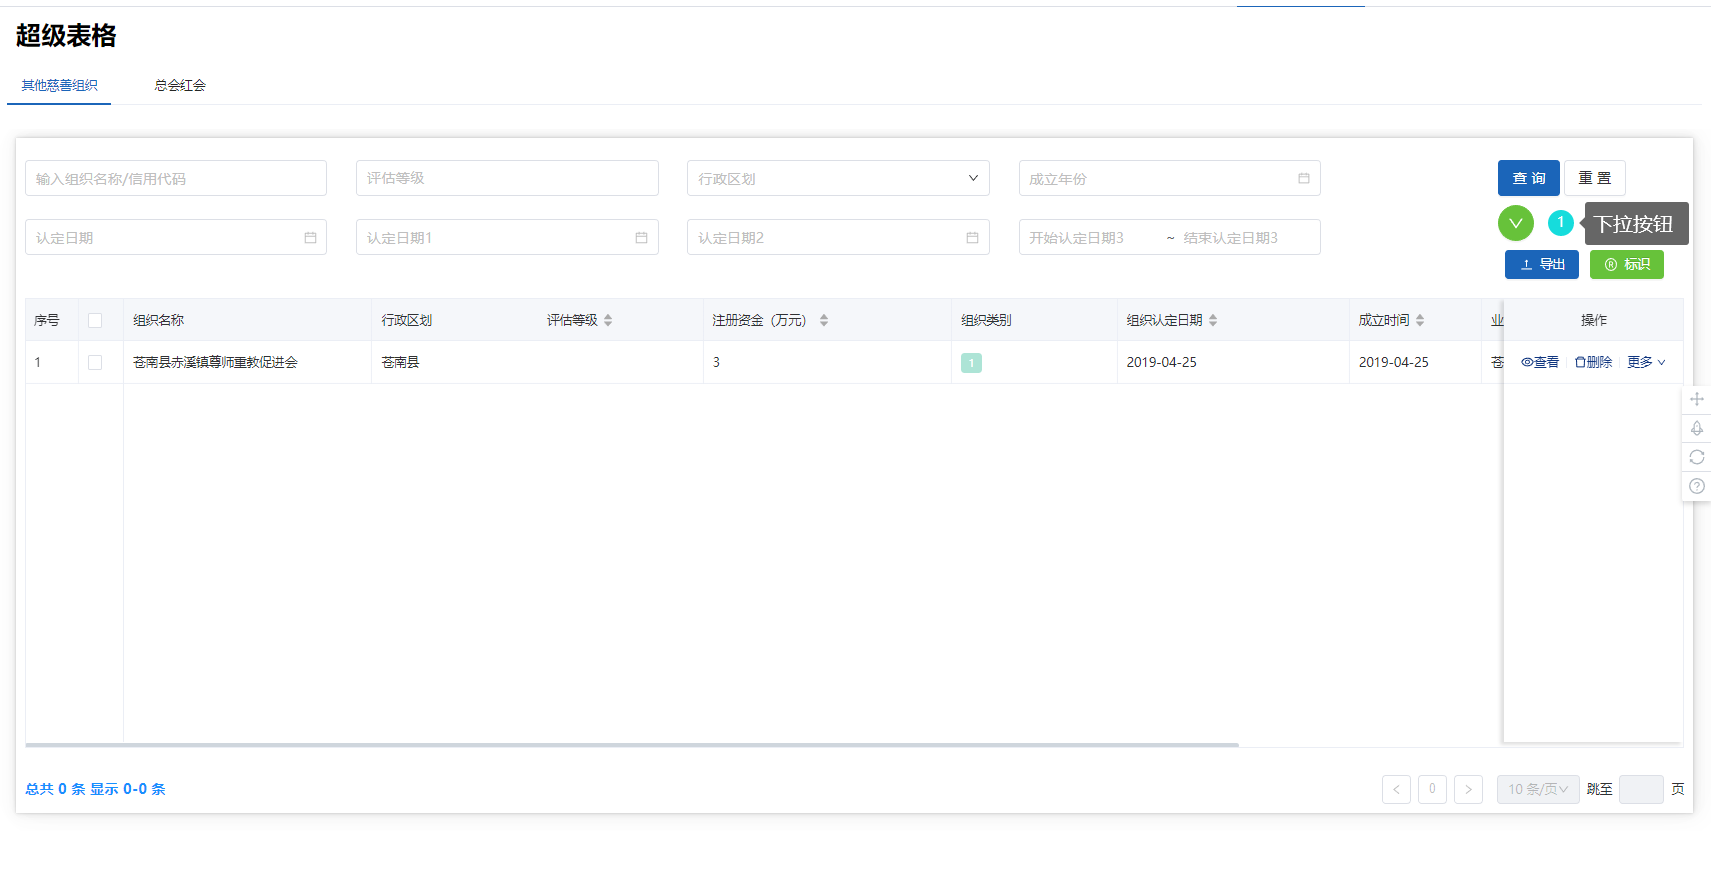 超级表格
其他慈善组织 总会红会
输入组织名称/信用代码 评估等级 行政区划 成立年份 查 询 重 置
1 下拉按钮
认定日期 认定日期1 认定日期2 开始认定日期3 ~ 结束认定日期3
导出 标识
序号 组织名称 行政区划 评估等级 注册资金（万元） 组织类别 组织认定日期 成立时间 业 操作
1 苍南县赤溪镇尊师重教促进会 苍南县 3 1 2019-04-25 2019-04-25 苍 查看 删除 更多
总共 0 条 显示 0-0 条 < 0 > 10 条/页 跳至 页